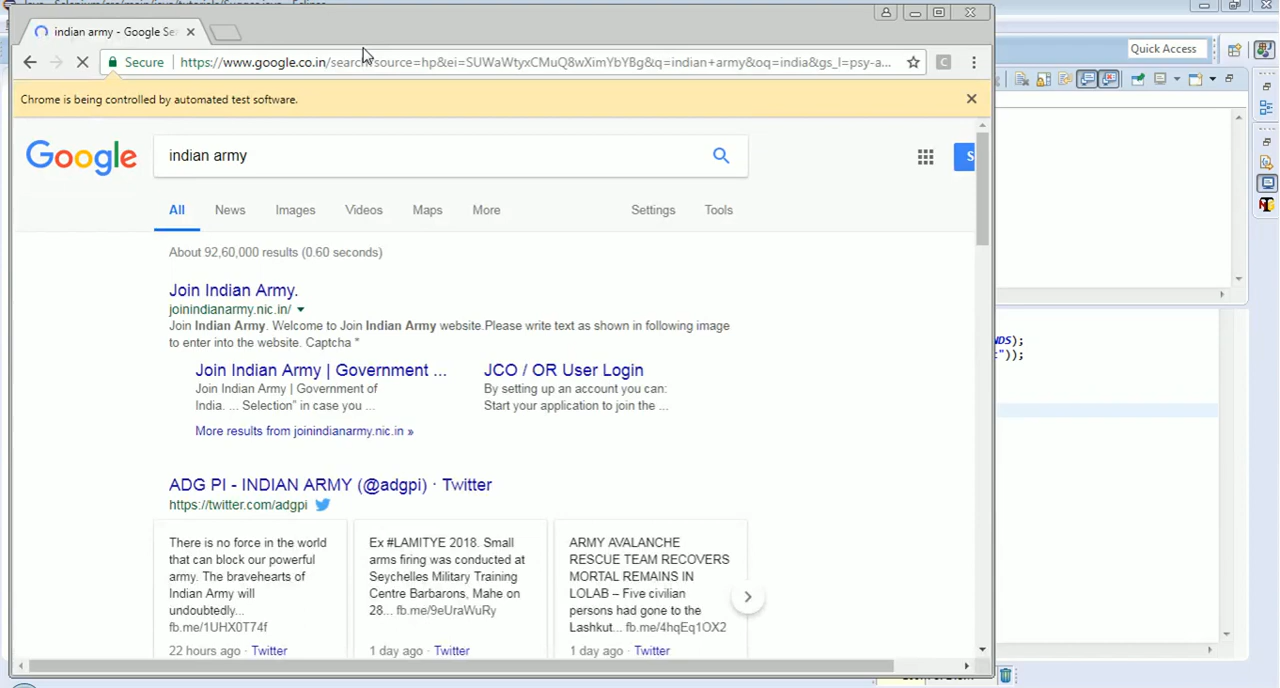 indian army - Google Se
Secure
https://www.google.co.in/search?source=hp&ei=SUWaWtyxCMuQ8wXimYbYBg&q=indian+army&oq=india&gs_l=psy-a...
C
Quick Access
Chrome is being controlled by automated test software.
Google
indian army
S
All
News
Images
Videos
Maps
More
Settings
Tools
About 92,60,000 results (0.60 seconds)
Join Indian Army.
joinindianarmy.nic.in/
Join Indian Army. Welcome to Join Indian Army website.Please write text as shown in following image
to enter into the website. Captcha *
Join Indian Army | Government ...
Join Indian Army | Government of
India. ... Selection" in case you ...
JCO / OR User Login
By setting up an account you can:
Start your application to join the ...
More results from joinindianarmy.nic.in »
NDS);
"));
ADG PI - INDIAN ARMY (@adgpi) · Twitter
https://twitter.com/adgpi
There is no force in the world
that can block our powerful
army. The bravehearts of
Indian Army will
undoubtedly...
fb.me/1UHX0T74f
22 hours ago · Twitter
Ex #LAMITYE 2018. Small
arms firing was conducted at
Seychelles Military Training
Centre Barbarons, Mahe on
28... fb.me/9eUraWuRy
1 day ago · Twitter
ARMY AVALANCHE
RESCUE TEAM RECOVERS
MORTAL REMAINS IN
LOLAB – Five civilian
persons had gone to the
Lashkut... fb.me/4hqEq1OX2
1 day ago · Twitter